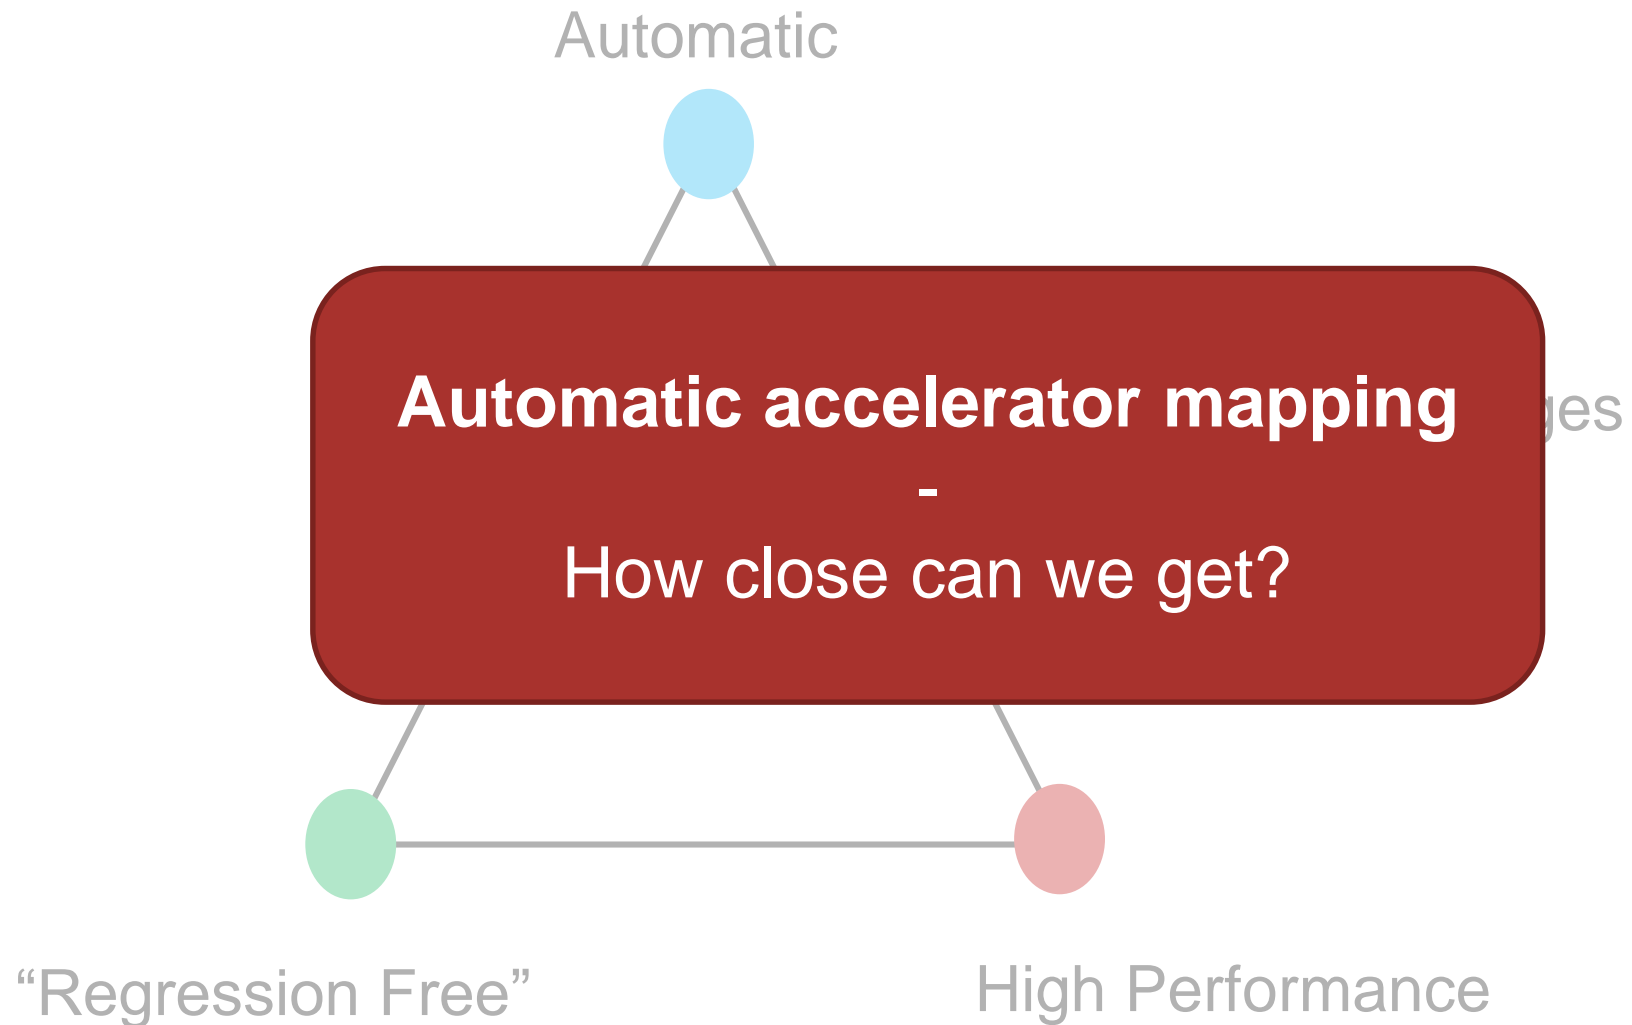 Automatic
Automatic accelerator mapping
-
How close can we get?
“Regression Free”
High Performance